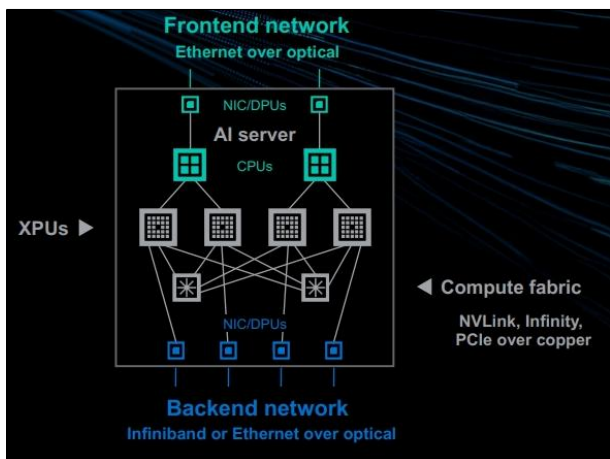 Frontend network
Ethernet over optical
NIC/DPUs
AI server
CPUs
XPUs
Compute fabric
NVLink, Infinity,
PCIe over copper
NIC/DPUs
Backend network
Infiniband or Ethernet over optical